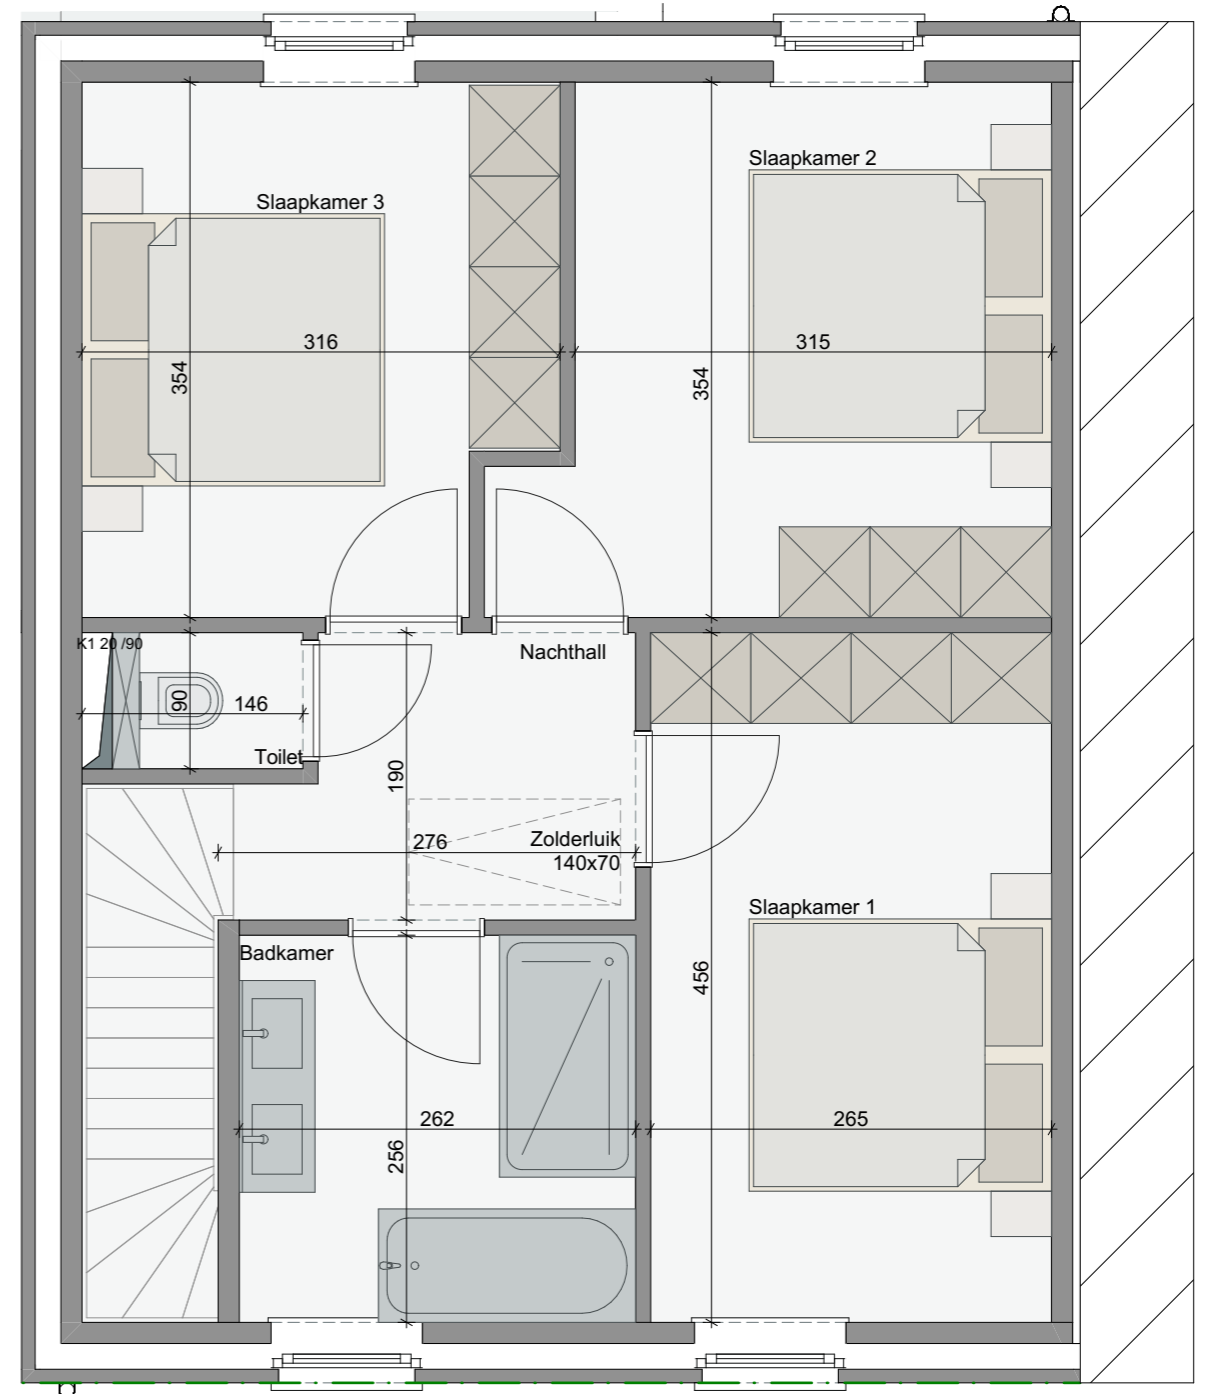 Slaapkamer 2
Slaapkamer 3
316
315
354
354
K1 20 /90
Nachthall
90
146
Toilet
190
276
Zolderluik
140x70
Slaapkamer 1
Badkamer
456
262
265
256